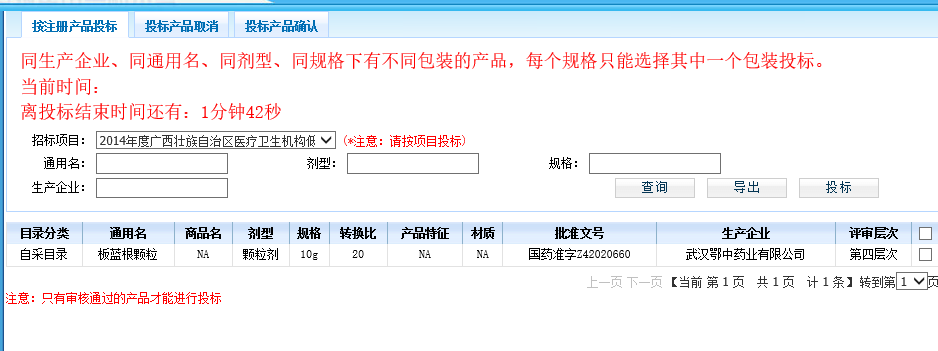 按注册产品投标 投标产品取消 投标产品确认
同生产企业、同通用名、同剂型、同规格下有不同包装的产品，每个规格只能选择其中一个包装投标。
当前时间：
离投标结束时间还有：1分钟42秒
招标项目： 2014年度广西壮族自治区医疗卫生机构低 (*注意：请按项目投标)
通用名： 剂型： 规格：
生产企业： 查询 导出 投标
目录分类 通用名 商品名 剂型 规格 转换比 产品特征 材质 批准文号 生产企业 评审层次
自采目录 板蓝根颗粒 NA 颗粒剂 10g 20 NA NA 国药准字Z42020660 武汉鄂中药业有限公司 第四层次
上一页 下一页 【当前 第 1 页 共 1 页 计 1 条】转到第 1 页
注意：只有审核通过的产品才能进行投标